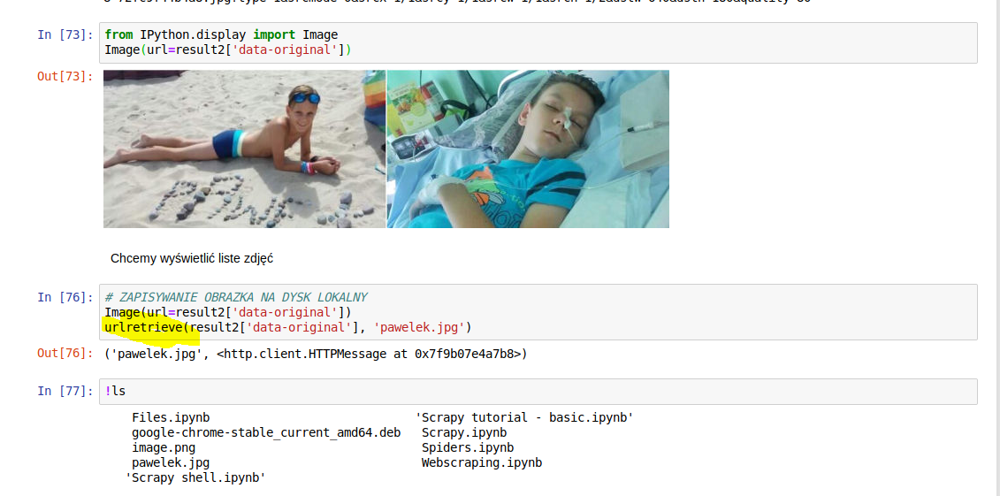 In [73]: from IPython.display import Image
Image(url=result2['data-original'])
Out[73]:
Chcemy wyświetlić liste zdjęć
In [76]: # ZAPISYWANIE OBRAZKA NA DYSK LOKALNY
Image(url=result2['data-original'])
urlretrieve(result2['data-original'], 'pawelek.jpg')
Out[76]: ('pawelek.jpg', <http.client.HTTPMessage at 0x7f9b07e4a7b8>)
In [77]: !ls
Files.ipynb 'Scrapy tutorial - basic.ipynb'
google-chrome-stable_current_amd64.deb Scrapy.ipynb
image.png Spiders.ipynb
pawelek.jpg Webscraping.ipynb
'Scrapy shell.ipynb'